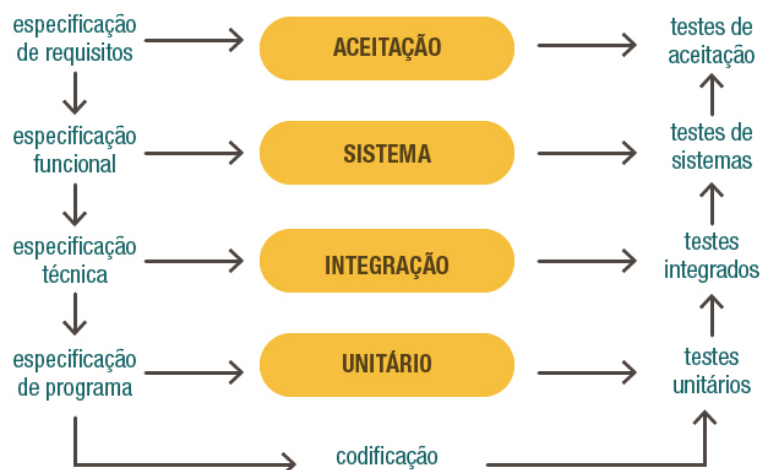 especificação
de requisitos
ACEITAÇÃO
testes de
aceitação
especificação
funcional
SISTEMA
testes de
sistemas
especificação
técnica
INTEGRAÇÃO
testes
integrados
especificação
de programa
UNITÁRIO
testes
unitários
codificação